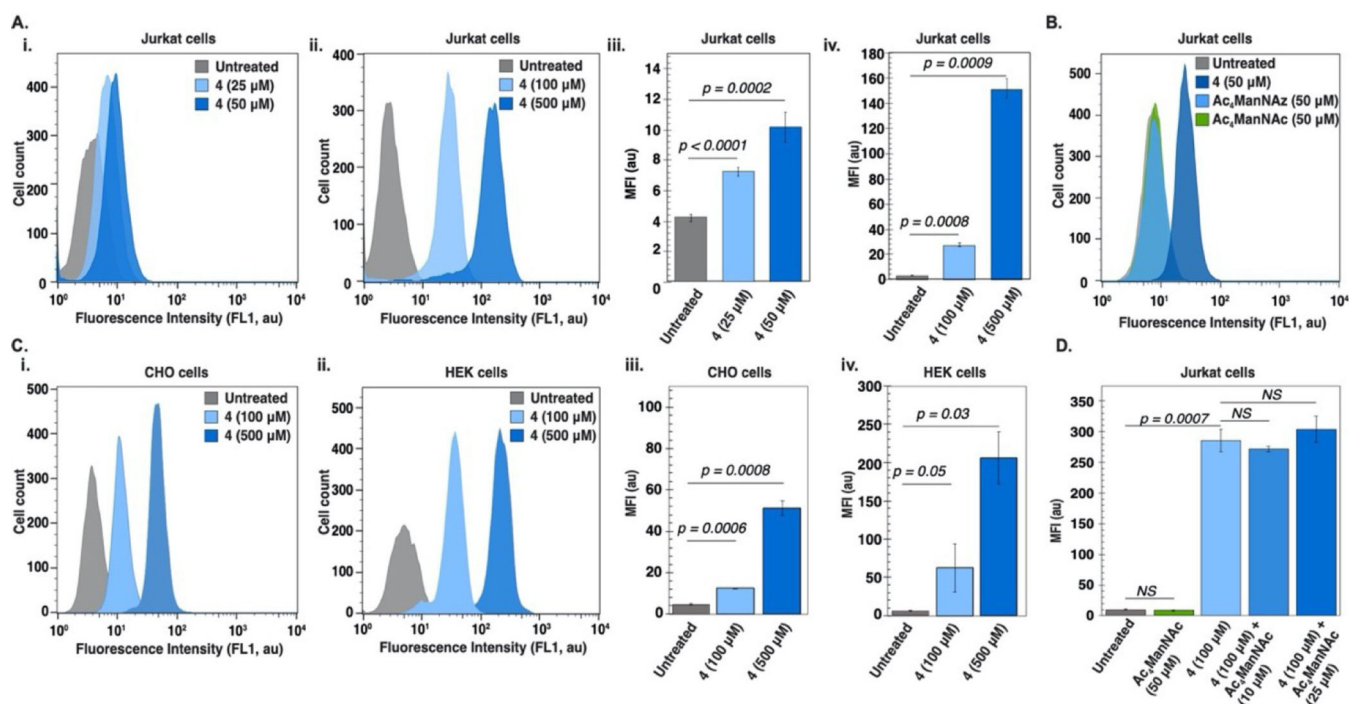 A.
i.
Jurkat cells
Cell count
400
300
200
100
0
Untreated
4 (25 µM)
4 (50 µM)
10⁰ 10¹ 10² 10³ 10⁴
Fluorescence Intensity (FL1, au)
ii.
Jurkat cells
Cell count
400
300
200
100
0
Untreated
4 (100 µM)
4 (500 µM)
10⁰ 10¹ 10² 10³ 10⁴
Fluorescence Intensity (FL1, au)
iii.
Jurkat cells
MFI (au)
14
12
10
8
6
4
2
0
p = 0.0002
p < 0.0001
Untreated
4 (25 µM)
4 (50 µM)
iv.
Jurkat cells
MFI (au)
180
160
140
120
100
80
60
40
20
0
p = 0.0009
p = 0.0008
Untreated
4 (100 µM)
4 (500 µM)
B.
Jurkat cells
Cell count
500
400
300
200
100
0
Untreated
4 (50 µM)
Ac₄ManNAz (50 µM)
Ac₄ManNAc (50 µM)
10⁰ 10¹ 10² 10³ 10⁴
Fluorescence Intensity (FL1, au)
C.
i.
CHO cells
Cell count
500
400
300
200
100
0
Untreated
4 (100 µM)
4 (500 µM)
10⁰ 10¹ 10² 10³ 10⁴
Fluorescence Intensity (FL1, au)
ii.
HEK cells
Cell count
500
400
300
200
100
0
Untreated
4 (100 µM)
4 (500 µM)
10⁰ 10¹ 10² 10³ 10⁴
Fluorescence Intensity (FL1, au)
iii.
CHO cells
MFI (au)
100
80
60
40
20
0
p = 0.0008
p = 0.0006
Untreated
4 (100 µM)
4 (500 µM)
iv.
HEK cells
MFI (au)
300
250
200
150
100
50
0
p = 0.03
p = 0.05
Untreated
4 (100 µM)
4 (500 µM)
D.
Jurkat cells
MFI (au)
350
300
250
200
150
100
50
0
NS
p = 0.0007
NS
NS
Untreated
Ac₄ManNAc
(50 µM)
4 (100 µM)
4 (100 µM) +
Ac₄ManNAc
(10 µM)
4 (100 µM) +
Ac₄ManNAc
(25 µM)